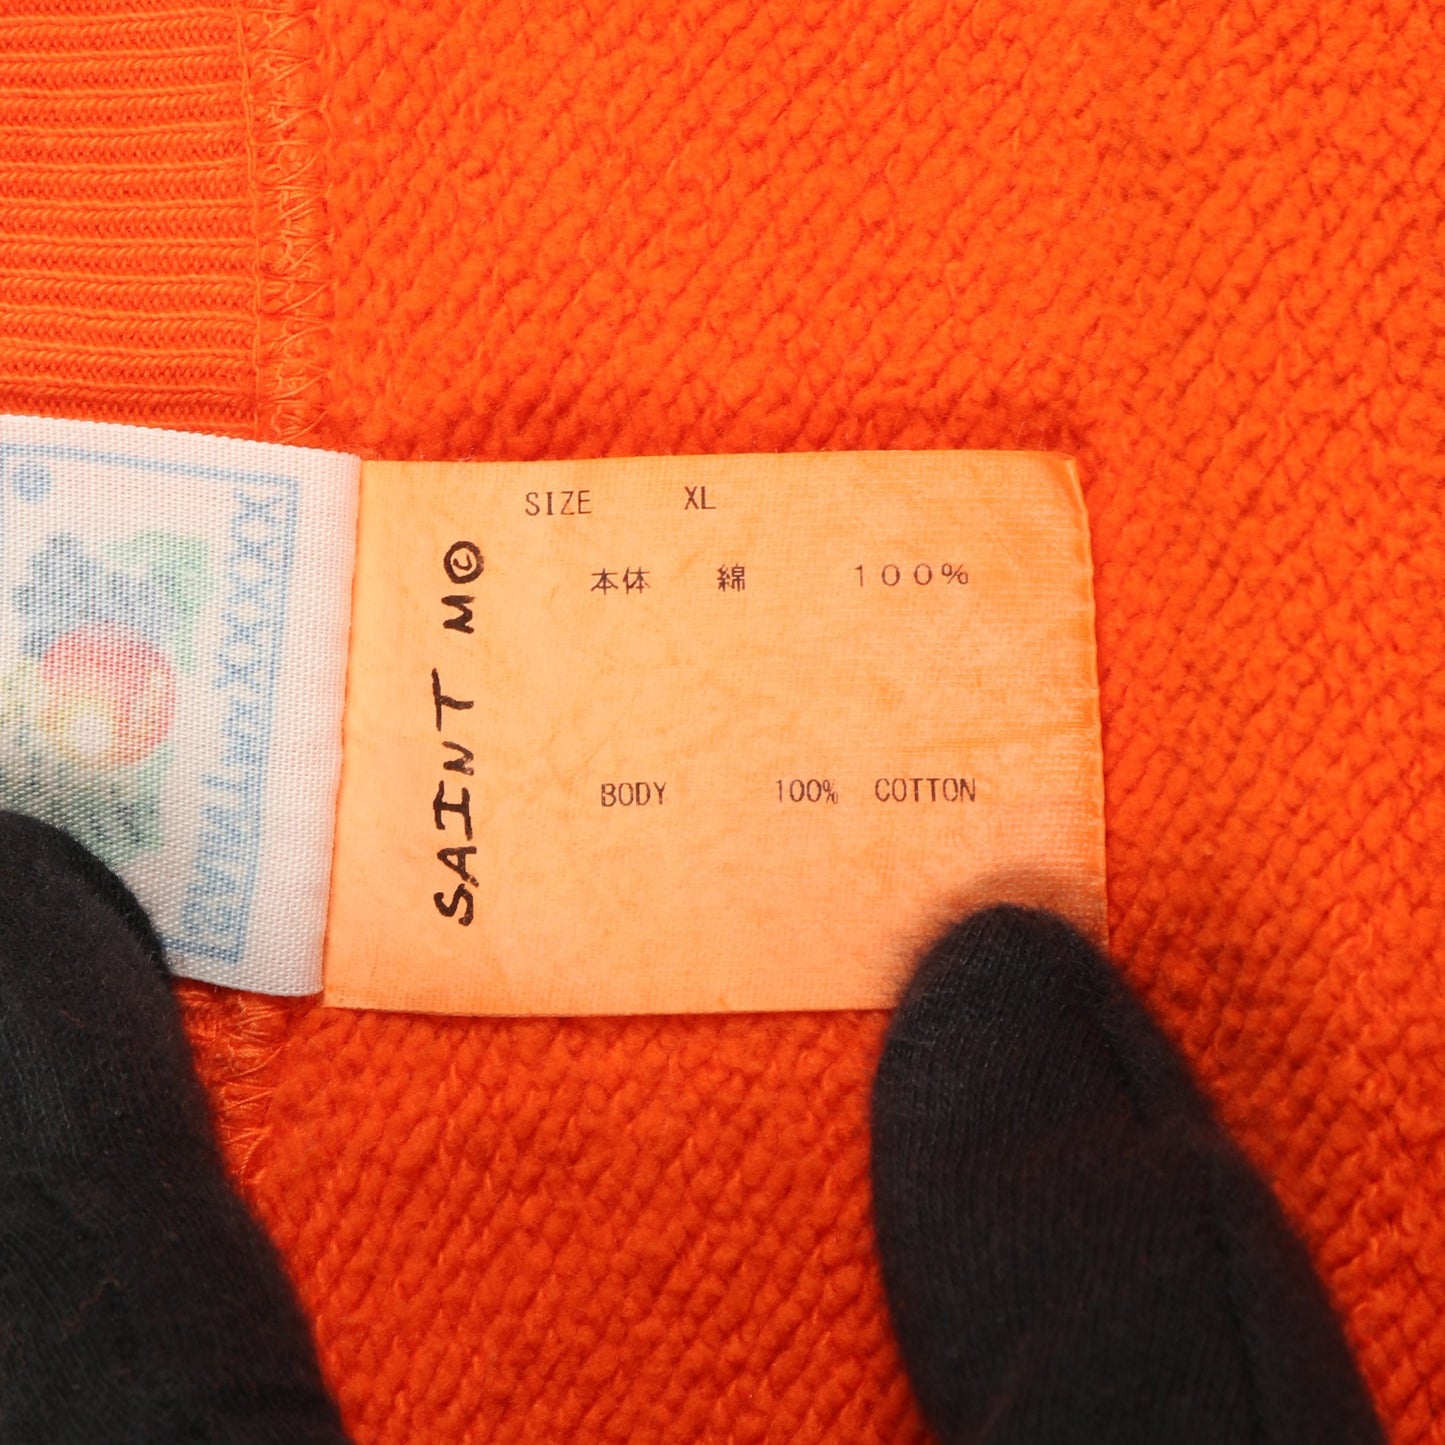 SIZE XL
本体 綿 １００％
BODY 100% COTTON
SAINT M©